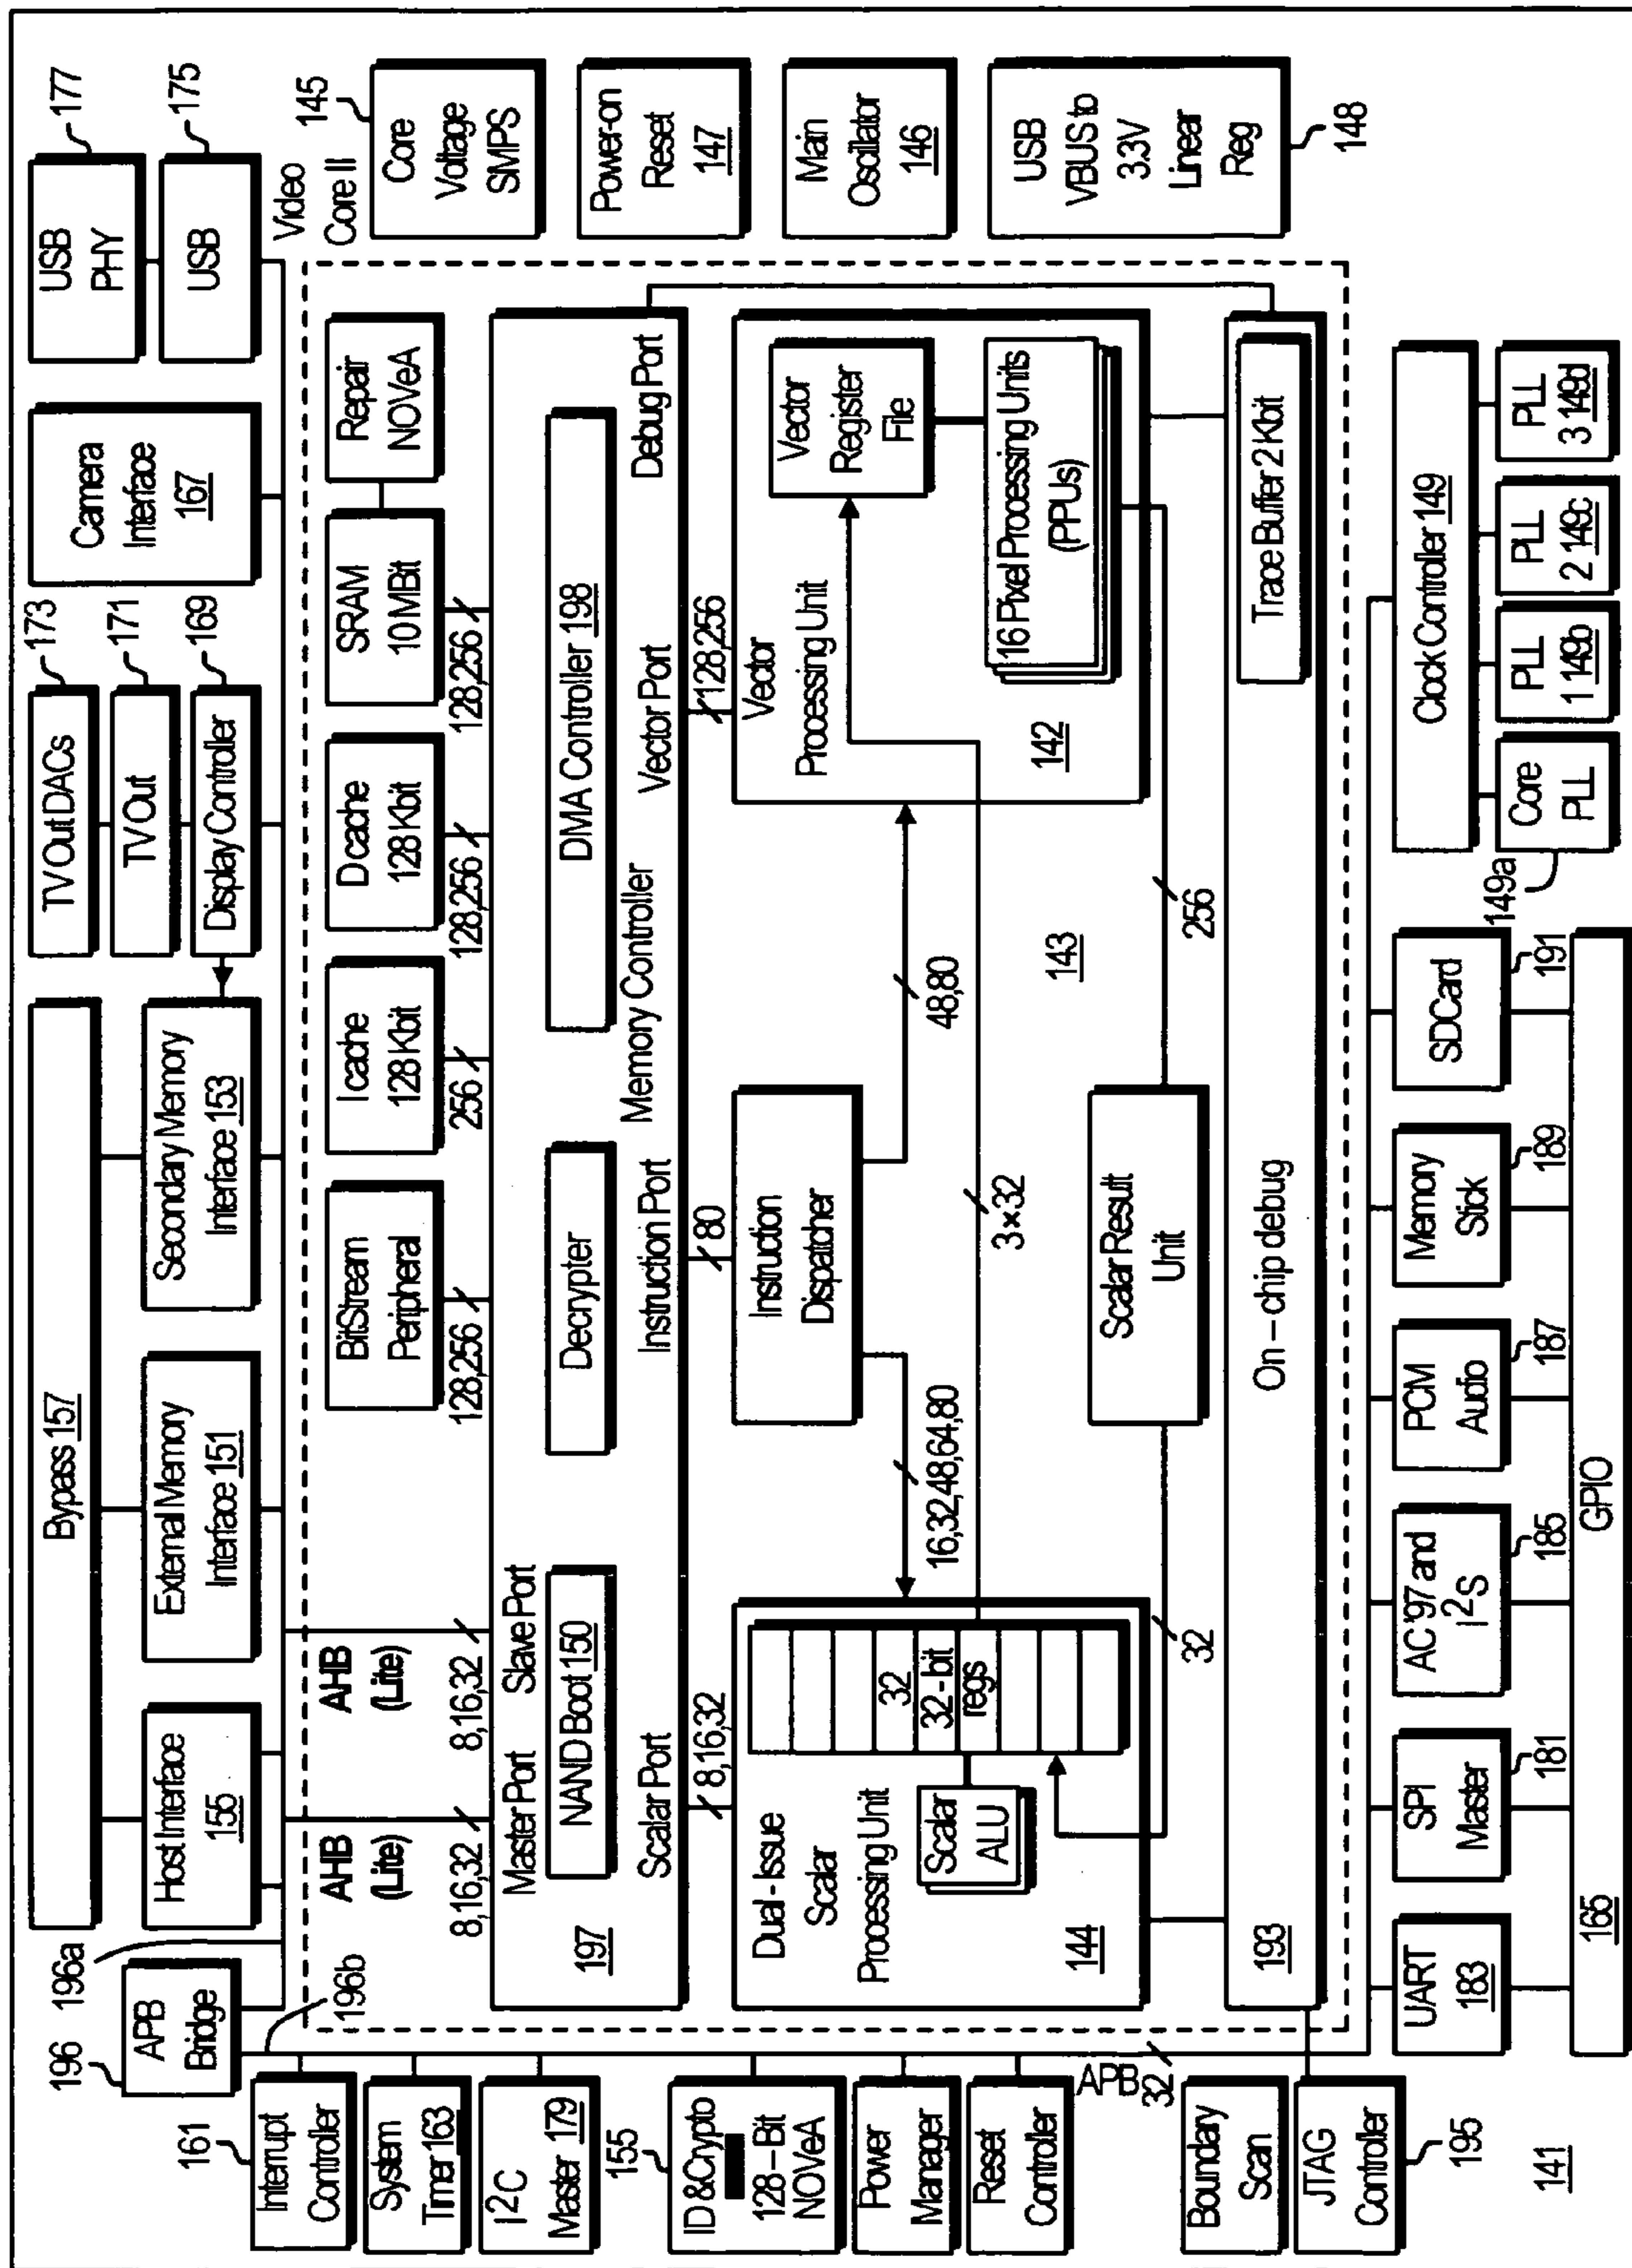 196
APB
Bridge
196a
196b
Bypass 157
Host Interface
155
External Memory
Interface 151
Secondary Memory
Interface 153
TV Out DACs
173
TV Out
171
Display Controller
169
Camera
Interface
167
USB
PHY
177
USB
175
161
Interrupt
Controller
System
Timer 163
I2C
Master 179
155
ID & Crypto
128-Bit
NOVeA
Power
Manager
Reset
Controller
APB
32
Boundary
Scan
JTAG
Controller
195
141
Video
Core II
AHB
(Lite)
8,16,32
AHB
(Lite)
8,16,32
BitStream
Peripheral
128,256
Icache
128 Kbit
256
Dcache
128 Kbit
128,256
SRAM
10 MBit
128,256
Repair
NOVeA
Master Port
Slave Port
NAND Boot 150
Decrypter
DMA Controller 198
197
Scalar Port
Instruction Port
Memory Controller
Vector Port
Debug Port
8,16,32
80
128,256
Dual-Issue
Scalar
Processing Unit
Scalar
ALU
32
32-bit
regs
144
Instruction
Dispatcher
16,32,48,64,80
48,80
3×32
143
Scalar Result
Unit
32
256
Vector
Processing Unit
142
Vector
Register
File
16 Pixel Processing Units
(PPUs)
193
On-chip debug
Trace Buffer 2 Kbit
145
Core
Voltage
SMPS
Power-on
Reset
147
Main
Oscillator
146
USB
VBUS to
3.3V
Linear
Reg
148
UART
183
SPI
Master
181
AC '97 and
I2S
185
PCM
Audio
187
Memory
Stick
189
SDCard
191
165
GPIO
Clock Controller 149
149a
Core
PLL
PLL
1 149b
PLL
2 149c
PLL
3 149d